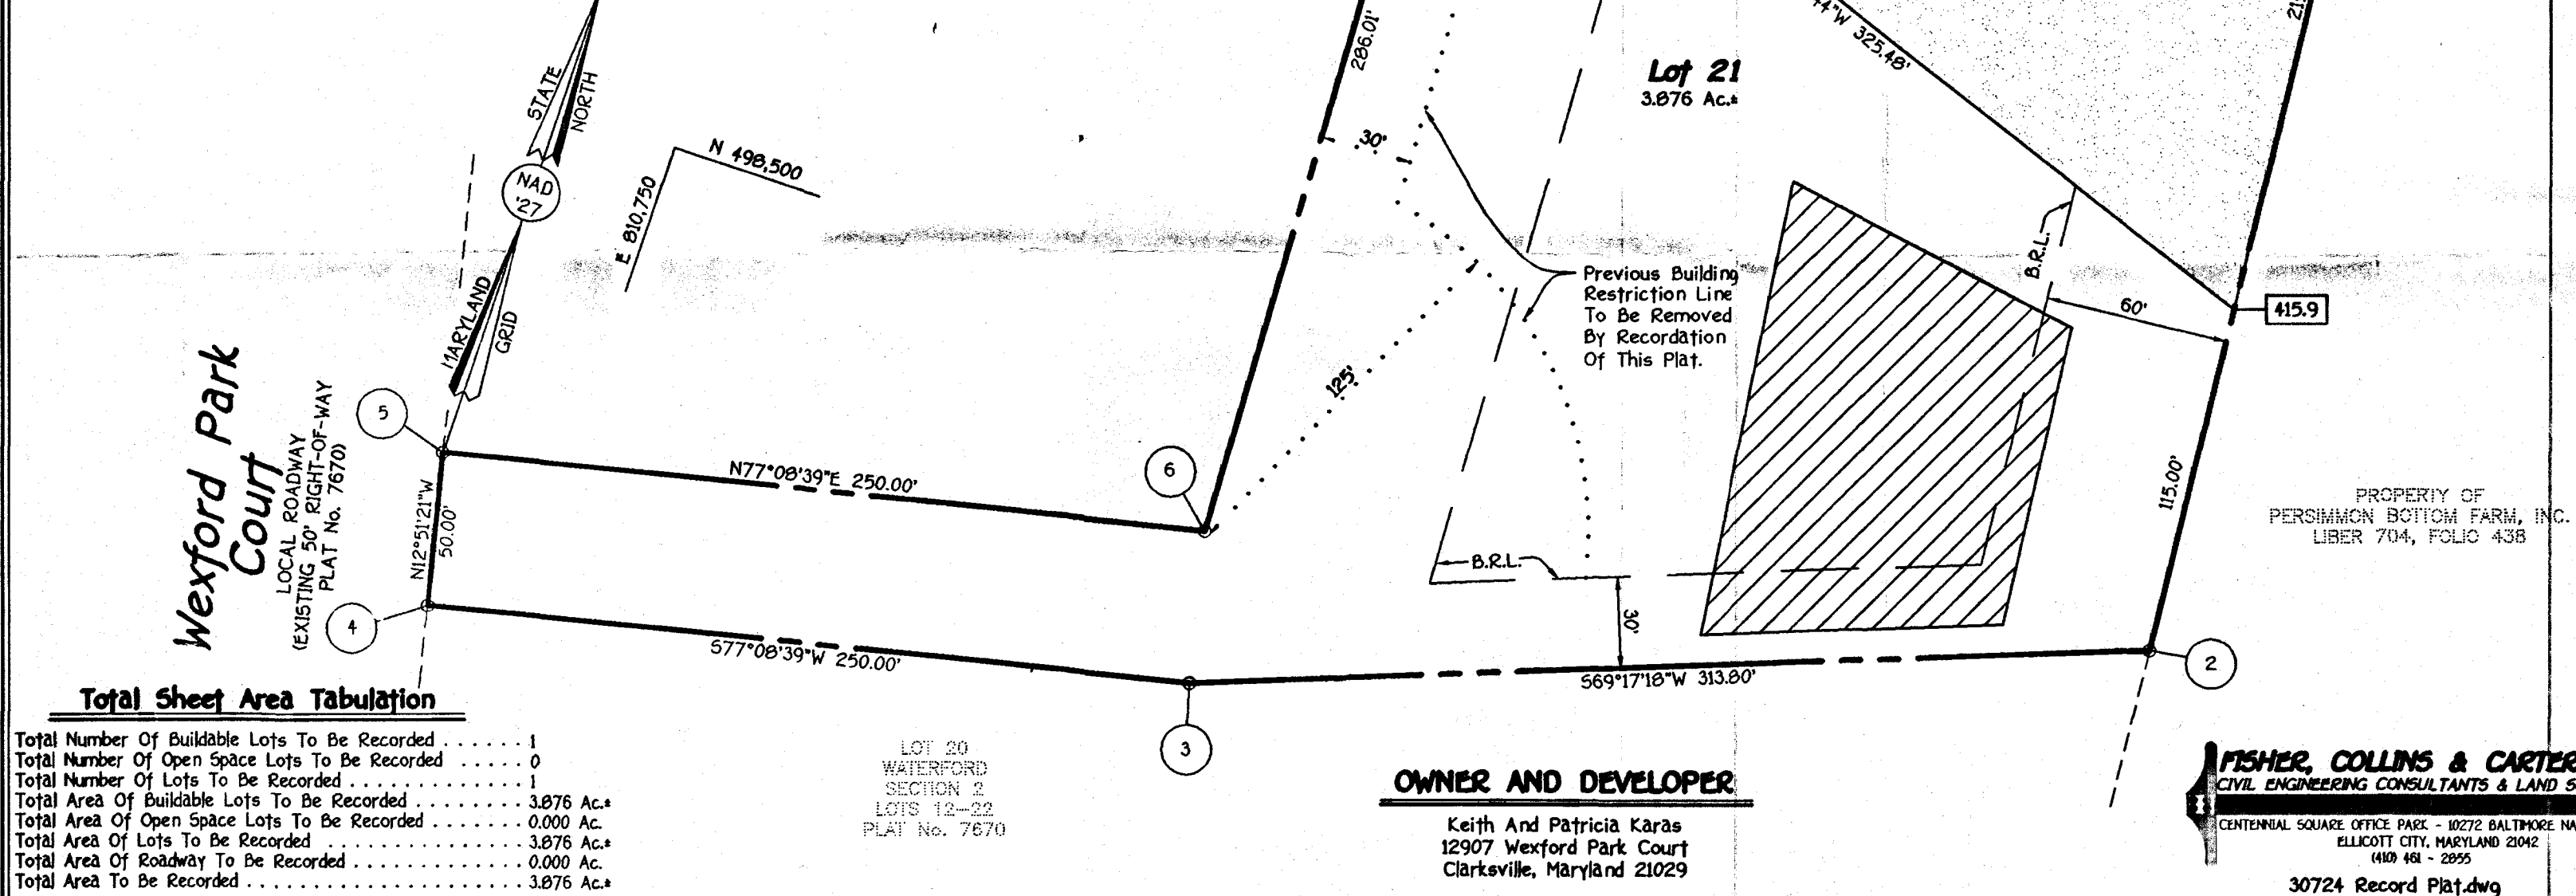 STATE
NORTH
NAD
'27
MARYLAND
GRID
N 498,500
E 810,750
286.01'
30'
Lot 21
3.876 Ac.±
44"W 325.48'
Previous Building
Restriction Line
To Be Removed
By Recordation
Of This Plat.
B.R.L.
60'
415.9
125'
Wexford Park
Court
LOCAL ROADWAY
(EXISTING 50' RIGHT-OF-WAY
PLAT No. 7670)
5
N77°08'39"E 250.00'
6
N12°51'21"W
50.00'
4
S77°08'39"W 250.00'
B.R.L.
30'
115.00'
PROPERTY OF
PERSIMMON BOTTOM FARM, INC.
LIBER 704, FOLIO 438
S69°17'18"W 313.80'
2
3
Total Sheet Area Tabulation
Total Number Of Buildable Lots To Be Recorded . . . . . . 1
Total Number Of Open Space Lots To Be Recorded . . . . . 0
Total Number Of Lots To Be Recorded . . . . . . . . . . . . . 1
Total Area Of Buildable Lots To Be Recorded . . . . . . . . 3.876 Ac.±
Total Area Of Open Space Lots To Be Recorded . . . . . . . 0.000 Ac.
Total Area Of Lots To Be Recorded . . . . . . . . . . . . . . . 3.876 Ac.±
Total Area Of Roadway To Be Recorded . . . . . . . . . . . . . 0.000 Ac.
Total Area To Be Recorded . . . . . . . . . . . . . . . . . . . . . 3.876 Ac.±
LOT 20
WATERFORD
SECTION 2
LOTS 12-22
PLAT No. 7670
OWNER AND DEVELOPER
Keith And Patricia Karas
12907 Wexford Park Court
Clarksville, Maryland 21029
FISHER, COLLINS & CARTER
CIVIL ENGINEERING CONSULTANTS & LAND S
CENTENNIAL SQUARE OFFICE PARK - 10272 BALTIMORE NA
ELLICOTT CITY, MARYLAND 21042
(410) 461 - 2855
30724 Record Plat.dwg